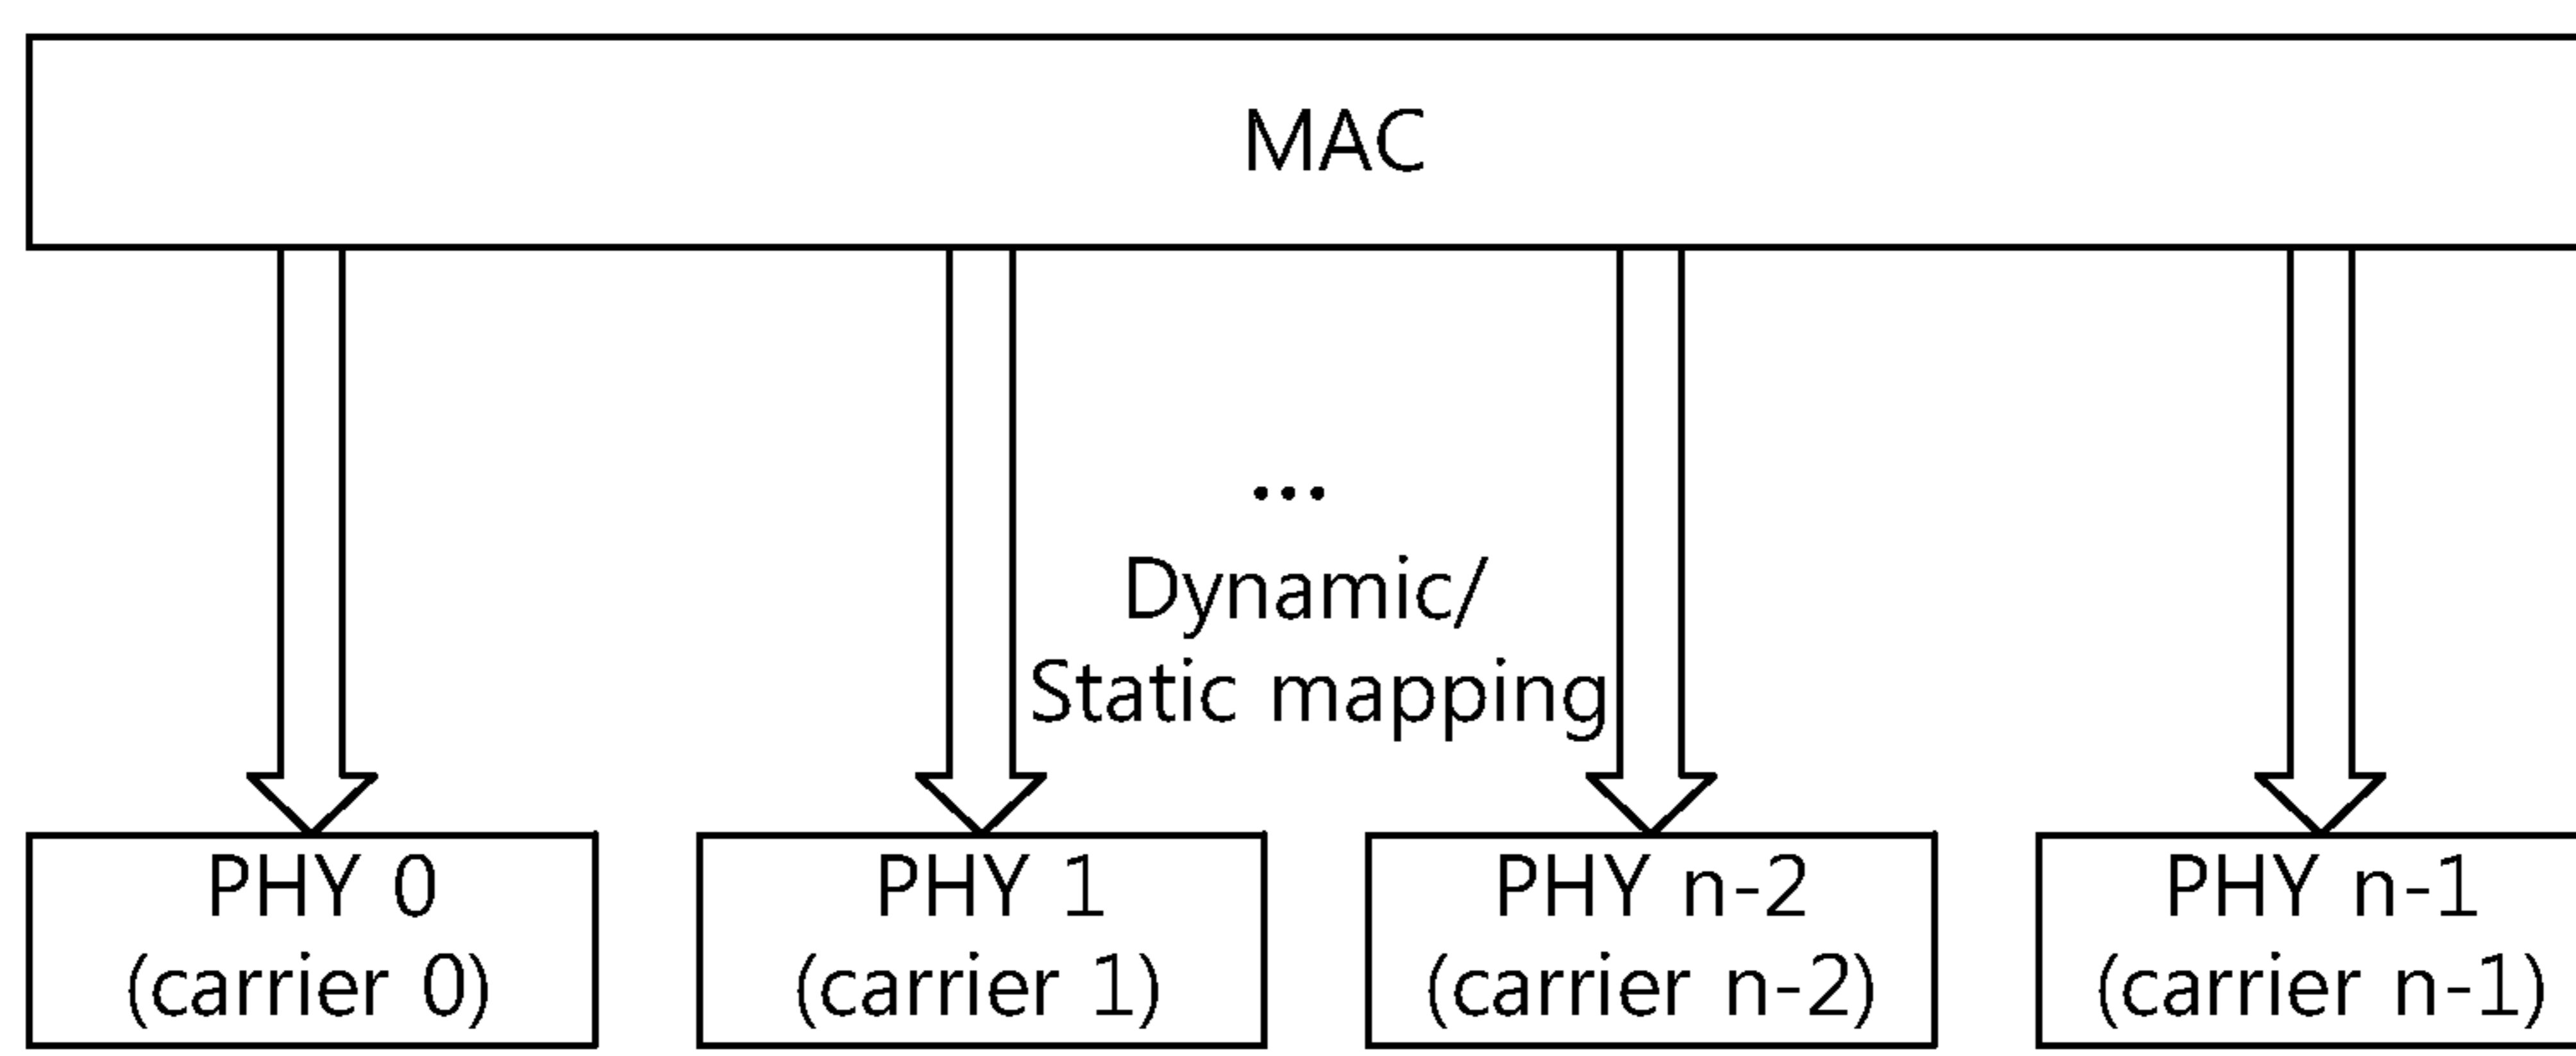 MAC
...
Dynamic/
Static mapping
PHY 0
(carrier 0)
PHY 1
(carrier 1)
PHY n-2
(carrier n-2)
PHY n-1
(carrier n-1)